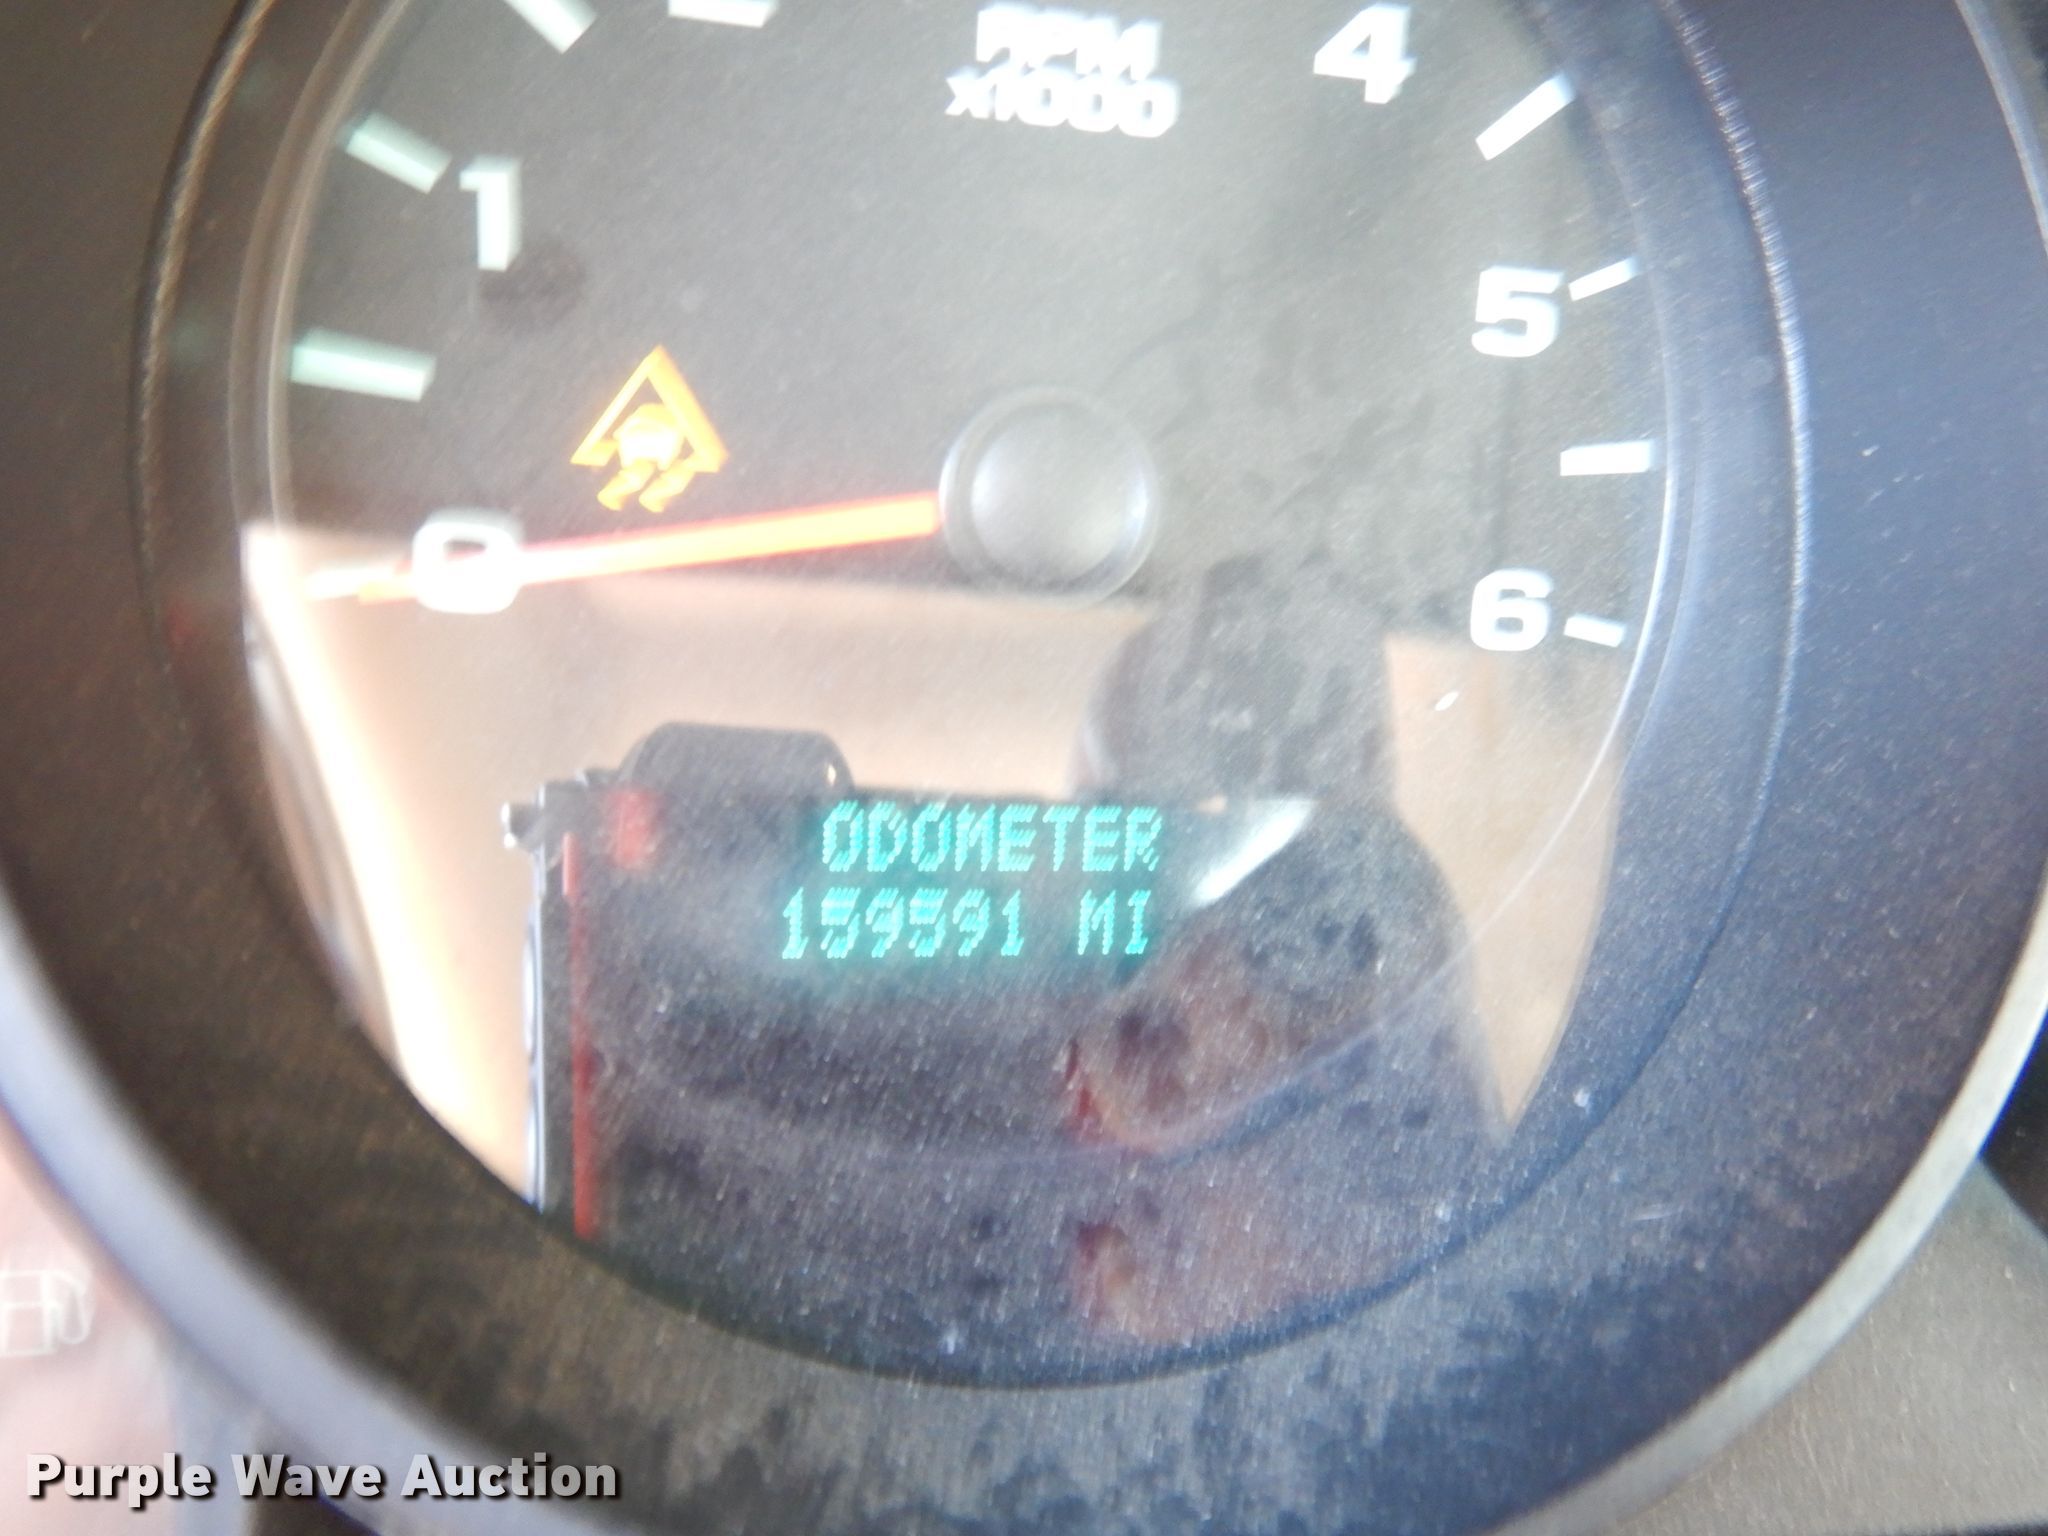 RPM
x1000
4
1
5
0
6
ODOMETER
159591 MI
Purple Wave Auction